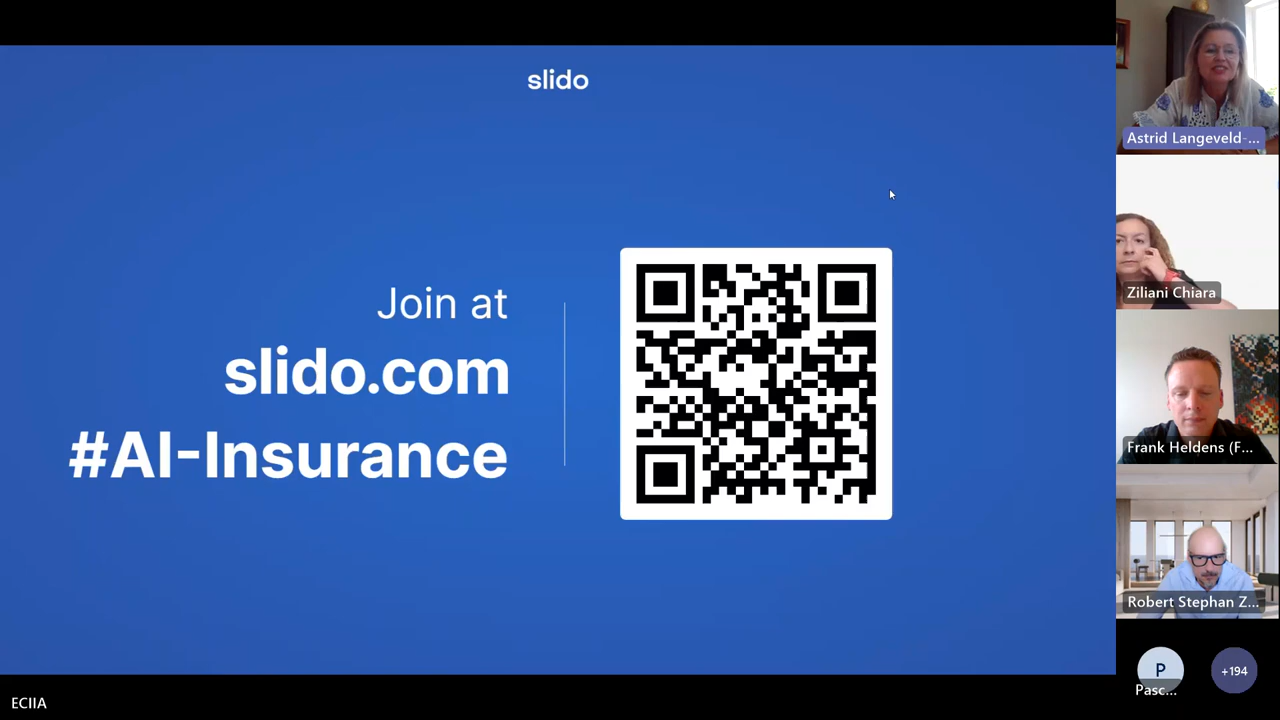 slido
Join at
slido.com
#AI-Insurance
Astrid Langeveld-...
Ziliani Chiara
Frank Heldens (F...
Robert Stephan Z...
P
Pasc...
+194
ECIIA